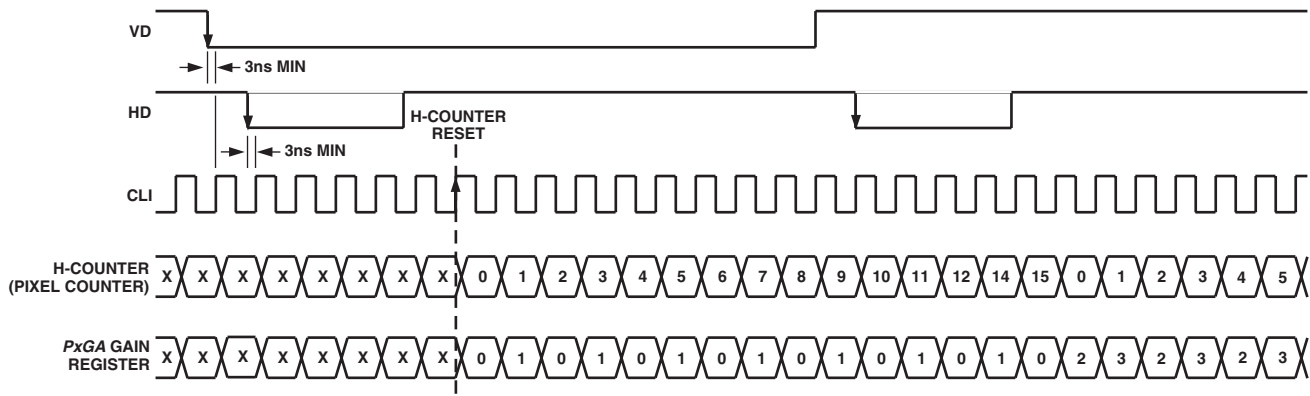 VD
3ns MIN
HD
H-COUNTER
RESET
3ns MIN
CLI
H-COUNTER
(PIXEL COUNTER)
X X X X X X X X 0 1 2 3 4 5 6 7 8 9 10 11 12 14 15 0 1 2 3 4 5
PxGA GAIN
REGISTER
X X X X X X X X 0 1 0 1 0 1 0 1 0 1 0 1 0 1 0 2 3 2 3 2 3